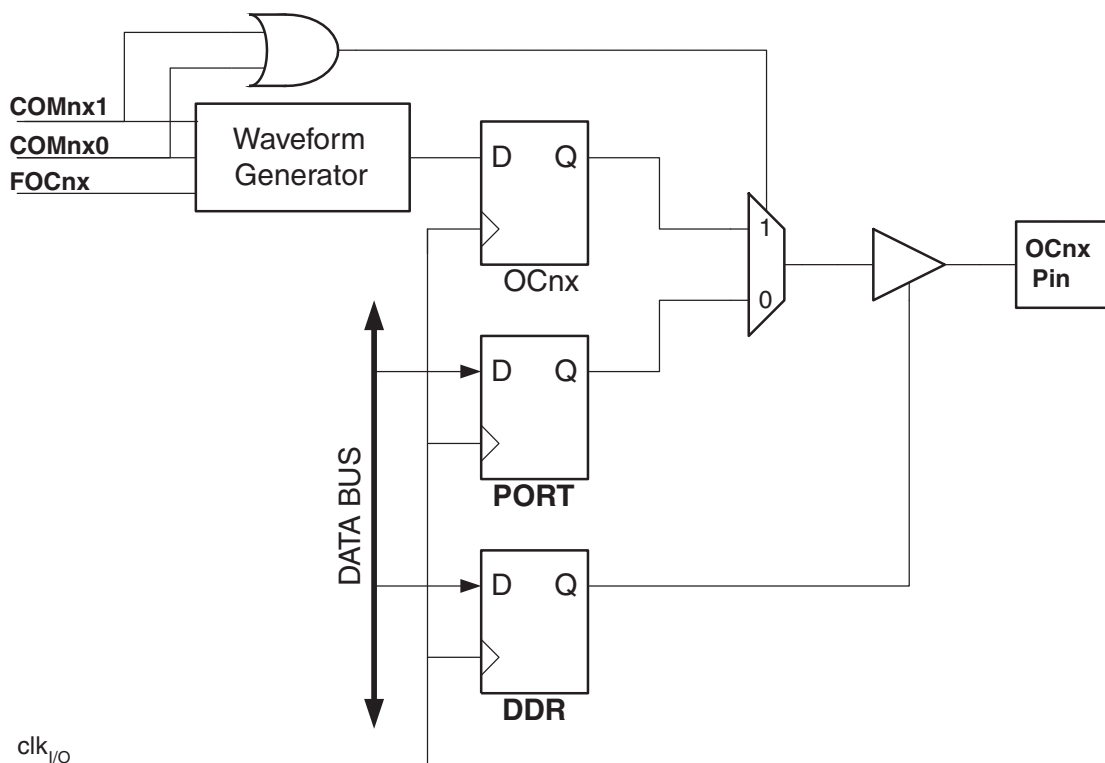 COMnx1
COMnx0
FOCnx
Waveform
Generator
D Q
OCnx
1
0
OCnx
Pin
D Q
PORT
DATA BUS
D Q
DDR
clkI/O